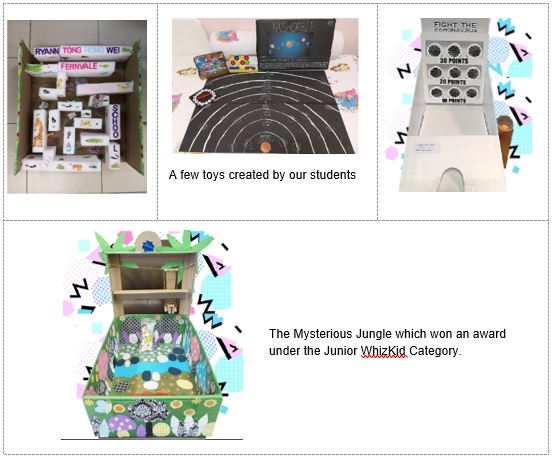 RYANN TONG HONG WEI
FERNVALE
SCHOOL
FIGHT THE
CORONAVIRUS
30 POINTS
20 POINTS
10 POINTS
A few toys created by our students
The Mysterious Jungle which won an award
under the Junior WhizKid Category.